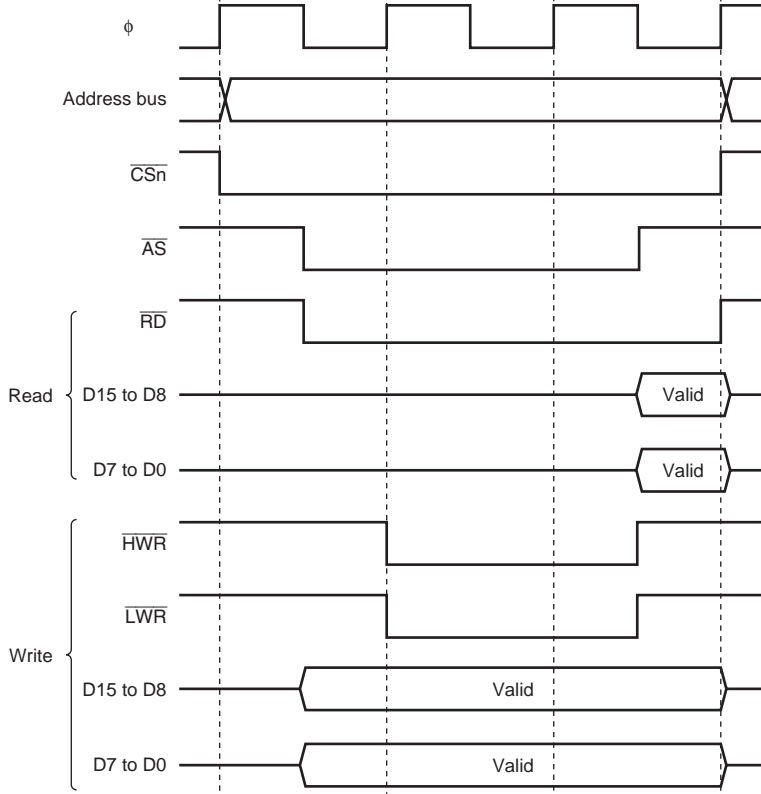 ϕ
Address bus
CSn
AS
RD
Read
D15 to D8
Valid
D7 to D0
Valid
HWR
LWR
Write
D15 to D8
Valid
D7 to D0
Valid